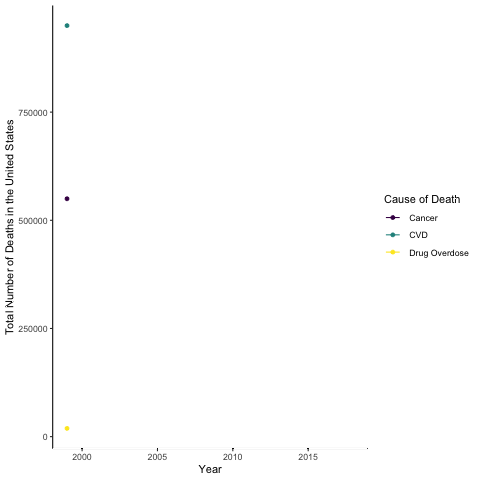 Total Number of Deaths in the United States
750000
500000
250000
0
2000 2005 2010 2015
Year
Cause of Death
Cancer
CVD
Drug Overdose